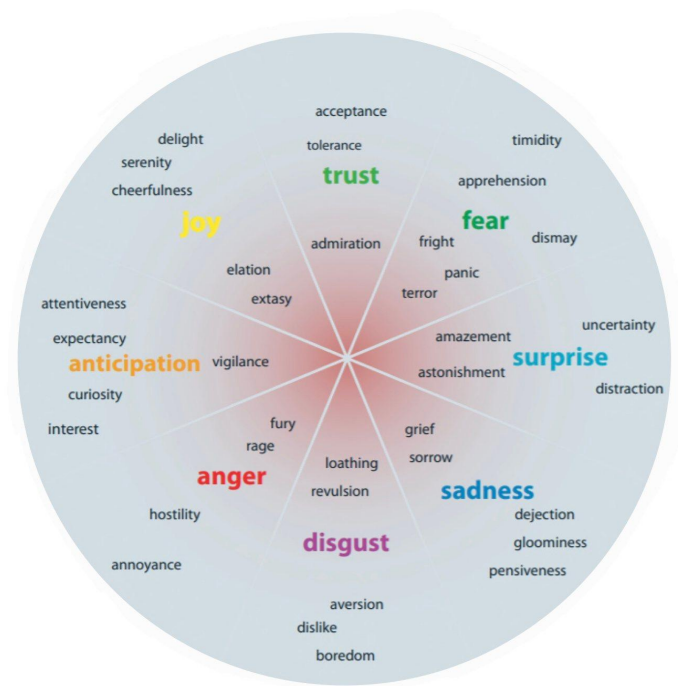 acceptance
tolerance
trust
admiration
timidity
apprehension
fear
fright
dismay
panic
terror
uncertainty
amazement
surprise
astonishment
distraction
grief
sorrow
sadness
dejection
gloominess
pensiveness
loathing
revulsion
disgust
aversion
dislike
boredom
fury
rage
anger
hostility
annoyance
attentiveness
expectancy
anticipation
vigilance
curiosity
interest
delight
serenity
cheerfulness
joy
elation
extasy